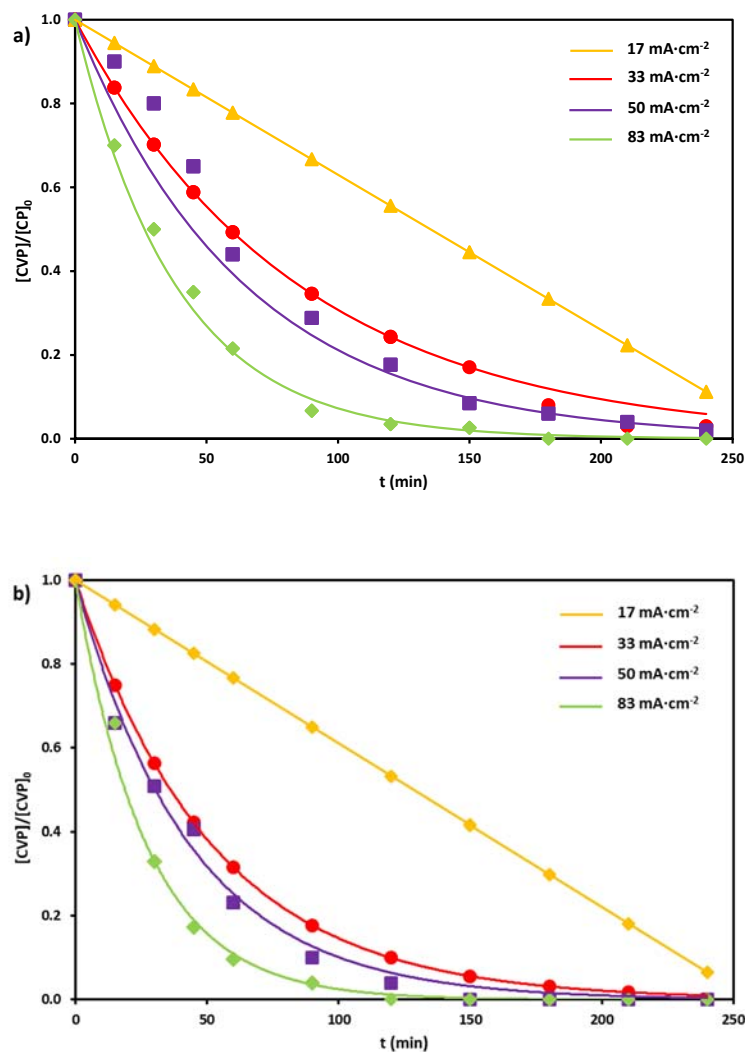 a)
1.0
0.8
0.6
0.4
0.2
0.0
[CVP]/[CP]₀
17 mA·cm⁻²
33 mA·cm⁻²
50 mA·cm⁻²
83 mA·cm⁻²
0 50 100 150 200 250
t (min)
b)
1.0
0.8
0.6
0.4
0.2
0.0
[CVP]/[CVP]₀
17 mA·cm⁻²
33 mA·cm⁻²
50 mA·cm⁻²
83 mA·cm⁻²
0 50 100 150 200 250
t (min)